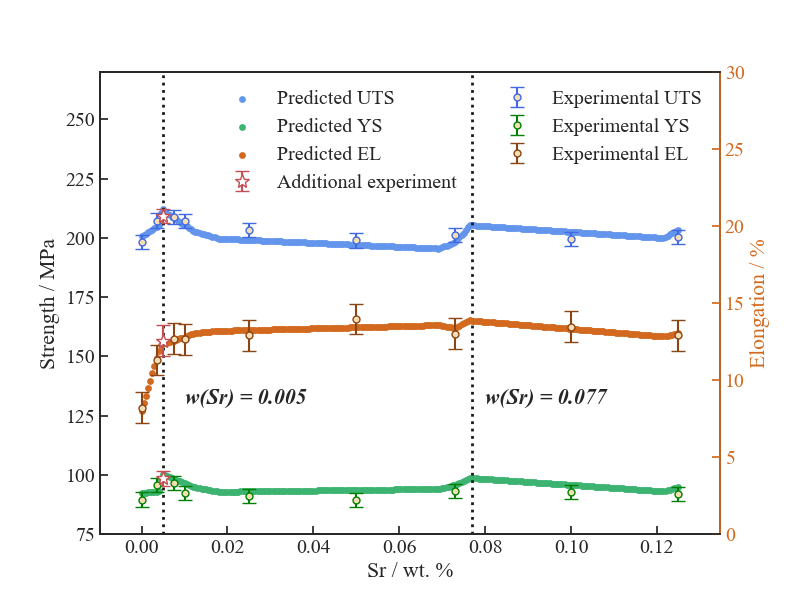 Predicted UTS
Predicted YS
Predicted EL
Additional experiment
Experimental UTS
Experimental YS
Experimental EL
Strength / MPa
250
225
200
175
150
125
100
75
30
25
20
15
10
5
0
Elongation / %
w(Sr) = 0.005
w(Sr) = 0.077
0.00
0.02
0.04
0.06
0.08
0.10
0.12
Sr / wt. %